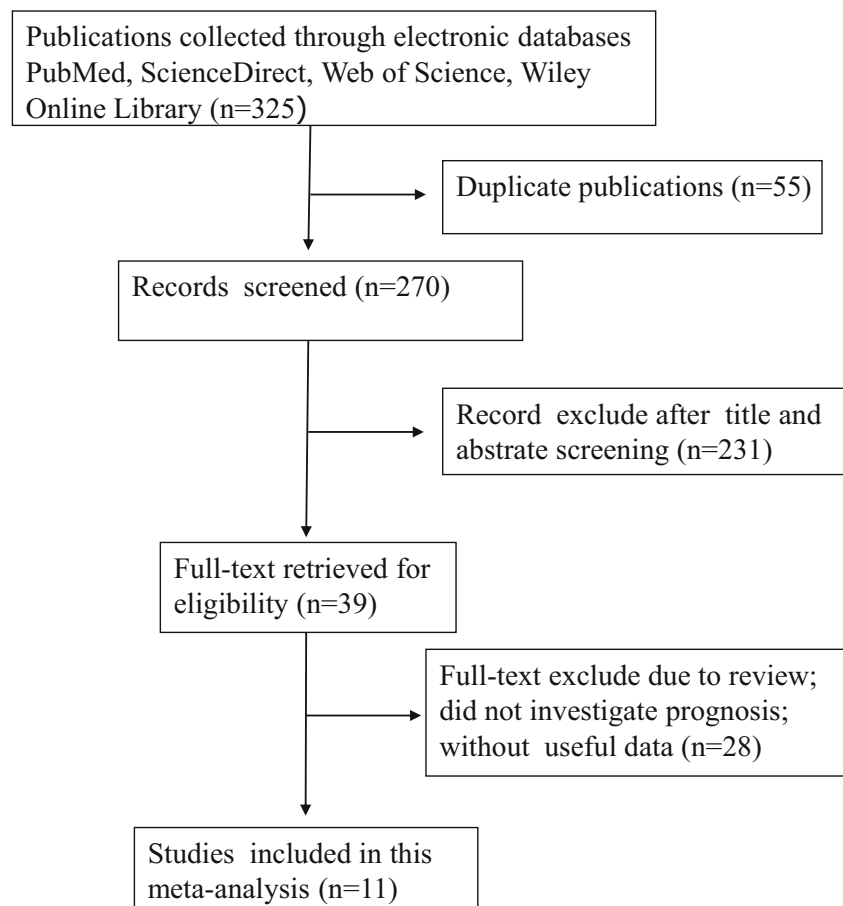 Publications collected through electronic databases
PubMed, ScienceDirect, Web of Science, Wiley
Online Library (n=325)
Duplicate publications (n=55)
Records screened (n=270)
Record exclude after title and
abstrate screening (n=231)
Full-text retrieved for
eligibility (n=39)
Full-text exclude due to review;
did not investigate prognosis;
without useful data (n=28)
Studies included in this
meta-analysis (n=11)